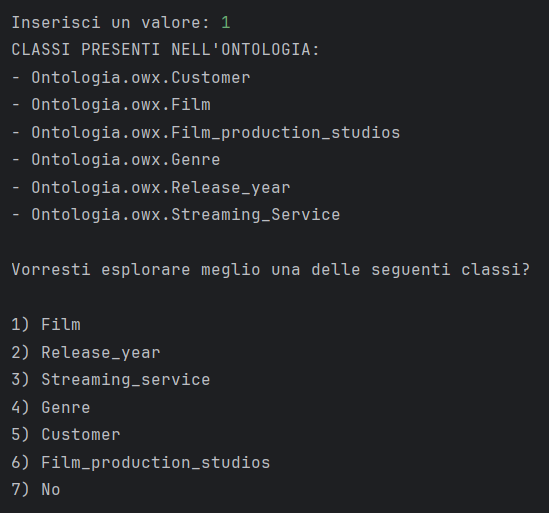 Inserisci un valore: 1
CLASSI PRESENTI NELL'ONTOLOGIA:
- Ontologia.owx.Customer
- Ontologia.owx.Film
- Ontologia.owx.Film_production_studios
- Ontologia.owx.Genre
- Ontologia.owx.Release_year
- Ontologia.owx.Streaming_Service
Vorresti esplorare meglio una delle seguenti classi?
1) Film
2) Release_year
3) Streaming_service
4) Genre
5) Customer
6) Film_production_studios
7) No